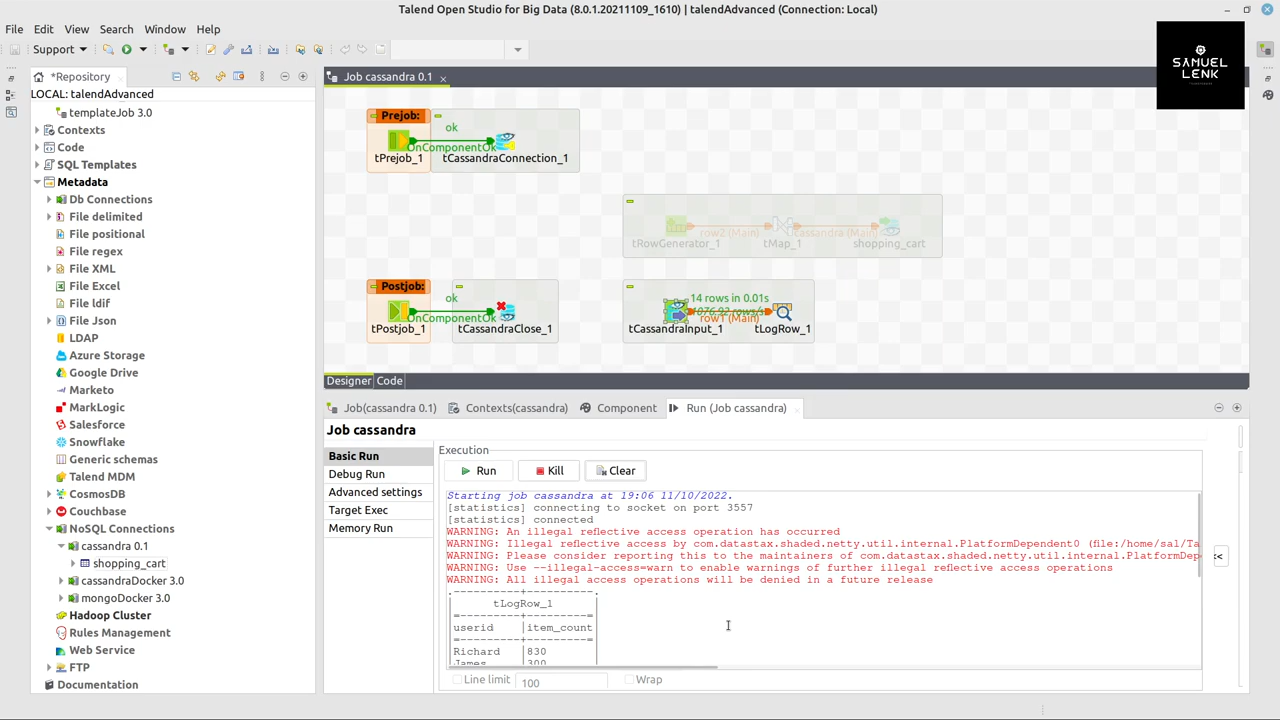 Talend Open Studio for Big Data (8.0.1.20211109_1610) | talendAdvanced (Connection: Local)
File Edit View Search Window Help
Support
SAMUEL
LENK
*Repository
LOCAL: talendAdvanced
templateJob 3.0
Contexts
Code
SQL Templates
Metadata
Db Connections
File delimited
File positional
File regex
File XML
File Excel
File ldif
File Json
LDAP
Azure Storage
Google Drive
Marketo
MarkLogic
Salesforce
Snowflake
Generic schemas
Talend MDM
CosmosDB
Couchbase
NoSQL Connections
cassandra 0.1
shopping_cart
cassandraDocker 3.0
mongoDocker 3.0
Hadoop Cluster
Rules Management
Web Service
FTP
Documentation
Job cassandra 0.1
Prejob:
ok
OnComponentOk
tPrejob_1
tCassandraConnection_1
row2 (Main)
cassandra (Main)
tRowGenerator_1
tMap_1
shopping_cart
Postjob:
ok
OnComponentOk
tPostjob_1
tCassandraClose_1
14 rows in 0.01s
1076.92 rows/s
row1 (Main)
tCassandraInput_1
tLogRow_1
Designer Code
Job(cassandra 0.1) Contexts(cassandra) Component Run (Job cassandra)
Job cassandra
Basic Run
Debug Run
Advanced settings
Target Exec
Memory Run
Execution
Run Kill Clear
Starting job cassandra at 19:06 11/10/2022.
[statistics] connecting to socket on port 3557
[statistics] connected
WARNING: An illegal reflective access operation has occurred
WARNING: Illegal reflective access by com.datastax.shaded.netty.util.internal.PlatformDependent0 (file:/home/sal/Ta
WARNING: Please consider reporting this to the maintainers of com.datastax.shaded.netty.util.internal.PlatformDep
WARNING: Use --illegal-access=warn to enable warnings of further illegal reflective access operations
WARNING: All illegal access operations will be denied in a future release
.---------+----------.
tLogRow_1
=---------+---------=
userid |item_count
=---------+---------=
Richard |830
James |300
<<
Line limit 100 Wrap